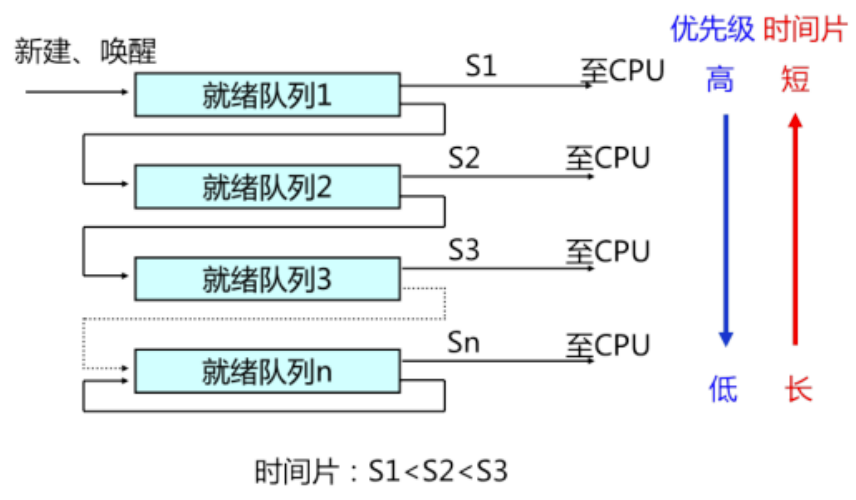 优先级 时间片
新建、唤醒
S1
至CPU
高
短
就绪队列1
S2
至CPU
就绪队列2
S3
至CPU
就绪队列3
Sn
至CPU
就绪队列n
低
长
时间片：S1<S2<S3